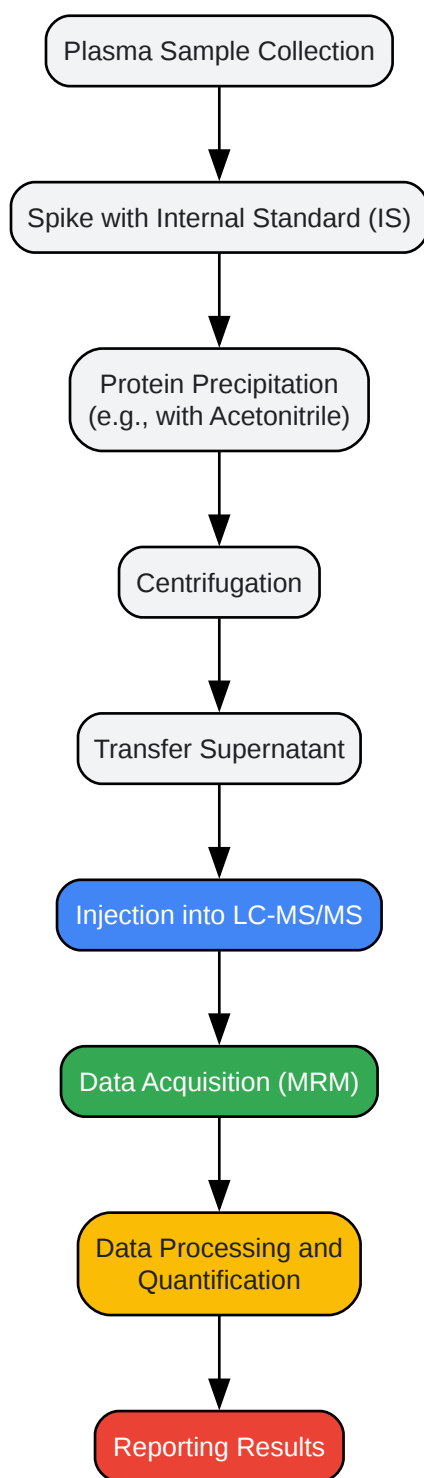 Plasma Sample Collection
Spike with Internal Standard (IS)
Protein Precipitation
(e.g., with Acetonitrile)
Centrifugation
Transfer Supernatant
Injection into LC-MS/MS
Data Acquisition (MRM)
Data Processing and
Quantification
Reporting Results